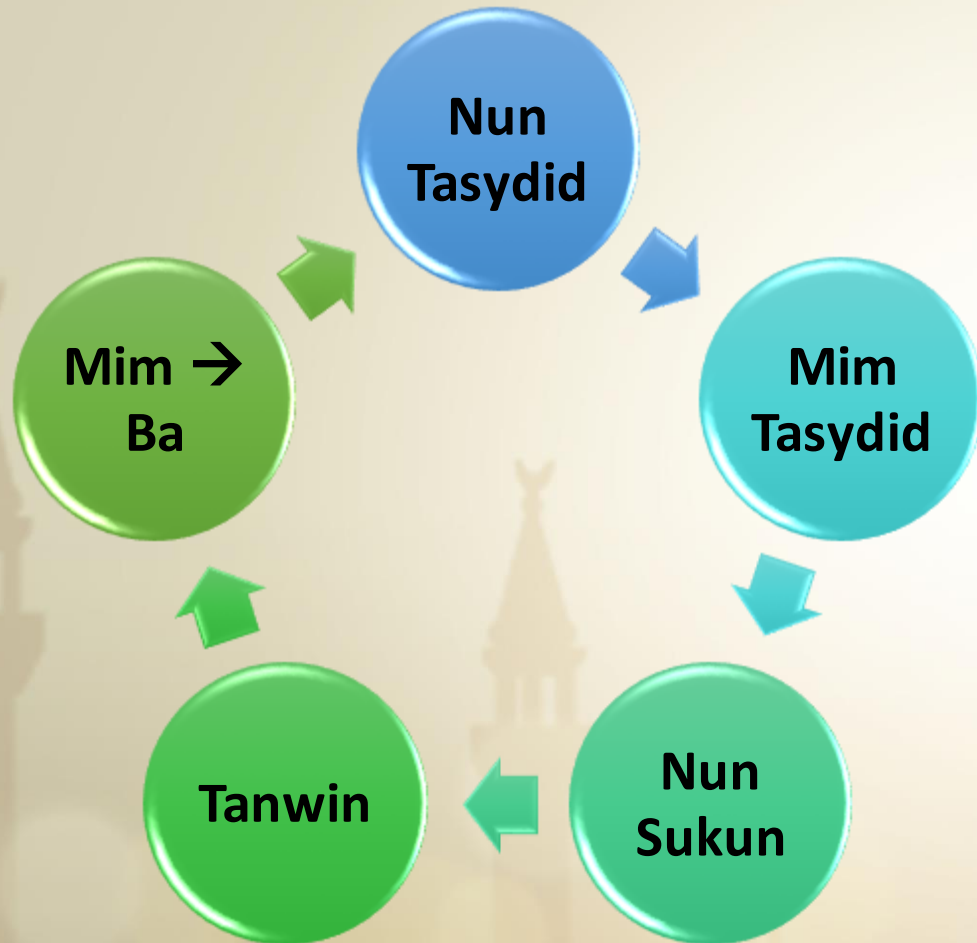 Nun
Tasydid
Mim
Tasydid
Nun
Sukun
Tanwin
Mim →
Ba